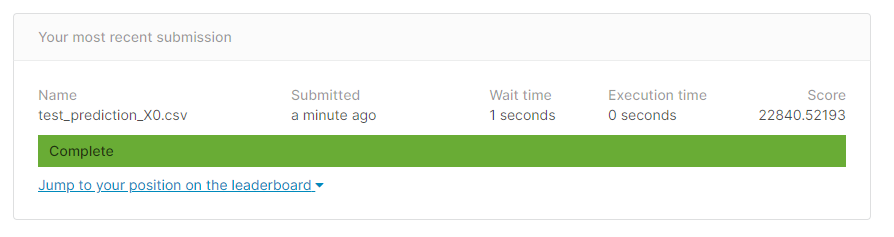 Your most recent submission
Name Submitted Wait time Execution time Score
test_prediction_X0.csv a minute ago 1 seconds 0 seconds 22840.52193
Complete
Jump to your position on the leaderboard